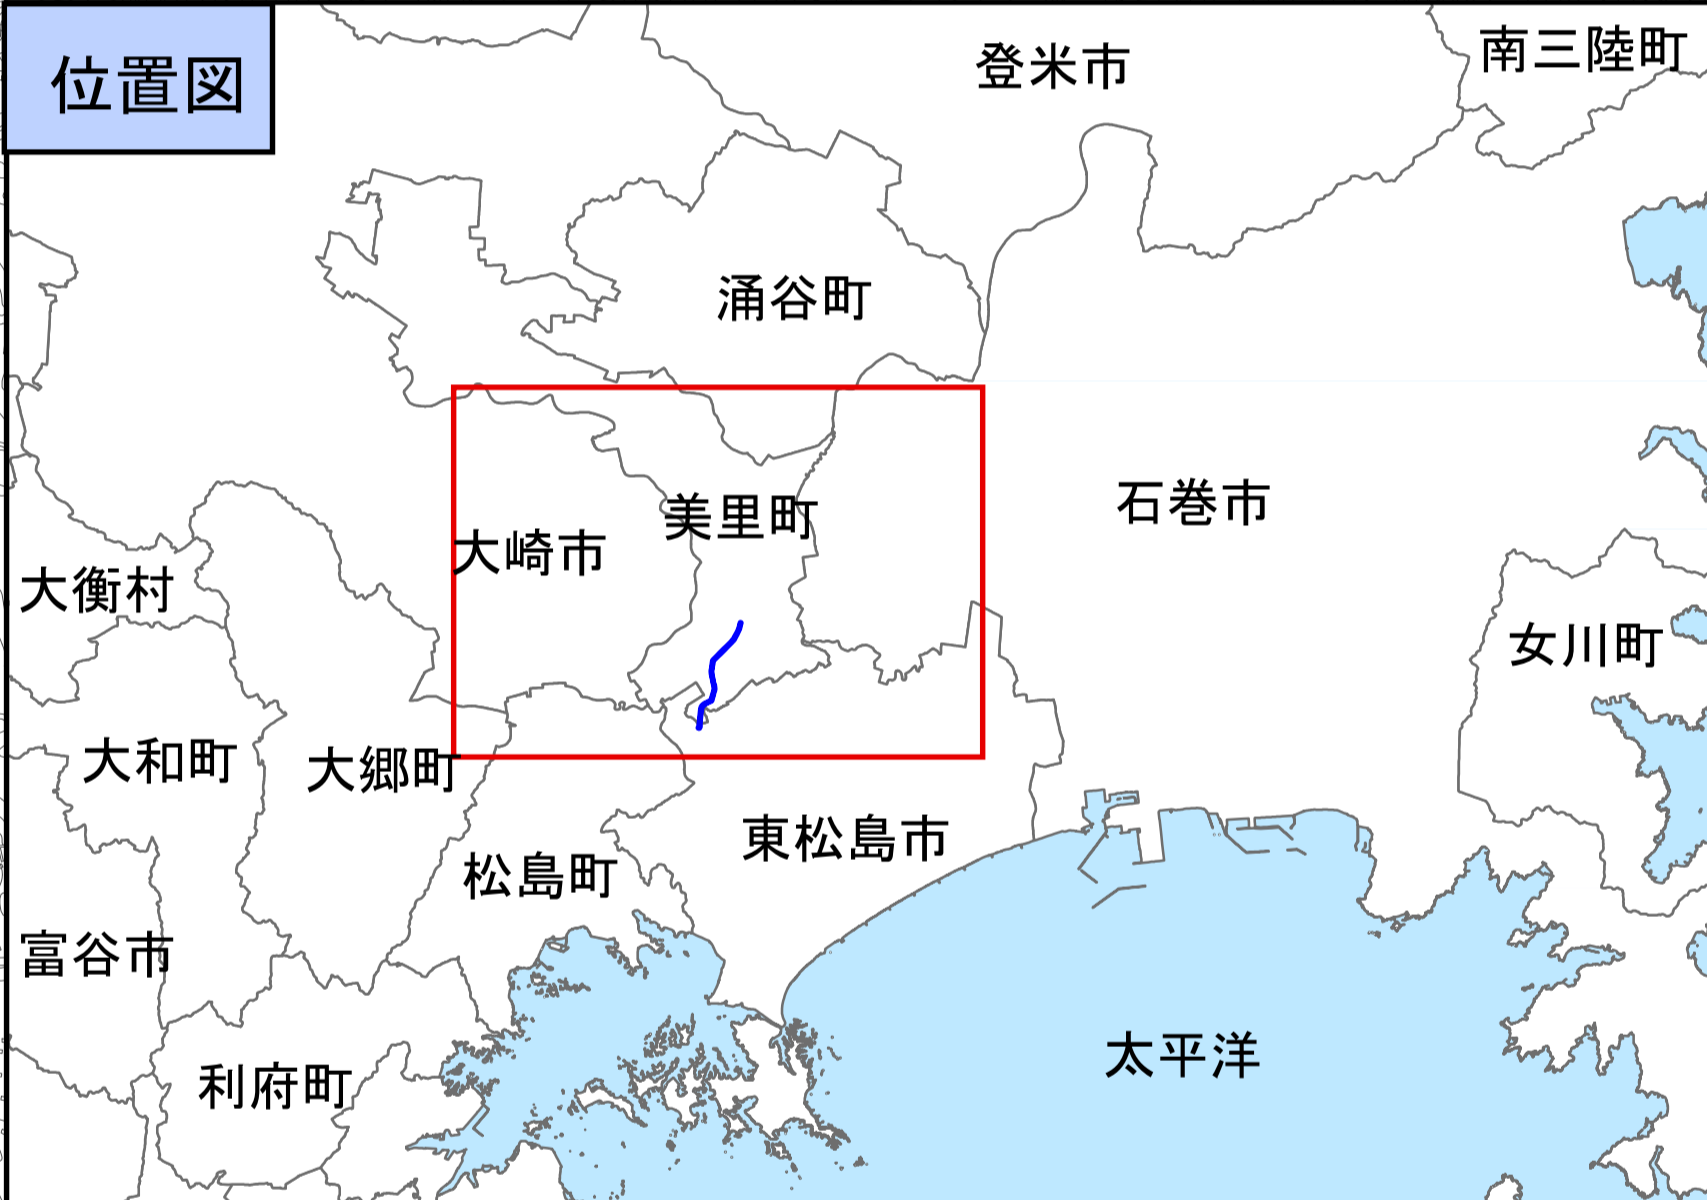 位置図
登米市
南三陸町
涌谷町
石巻市
美里町
大崎市
大衡村
女川町
大和町
大郷町
東松島市
松島町
富谷市
太平洋
利府町